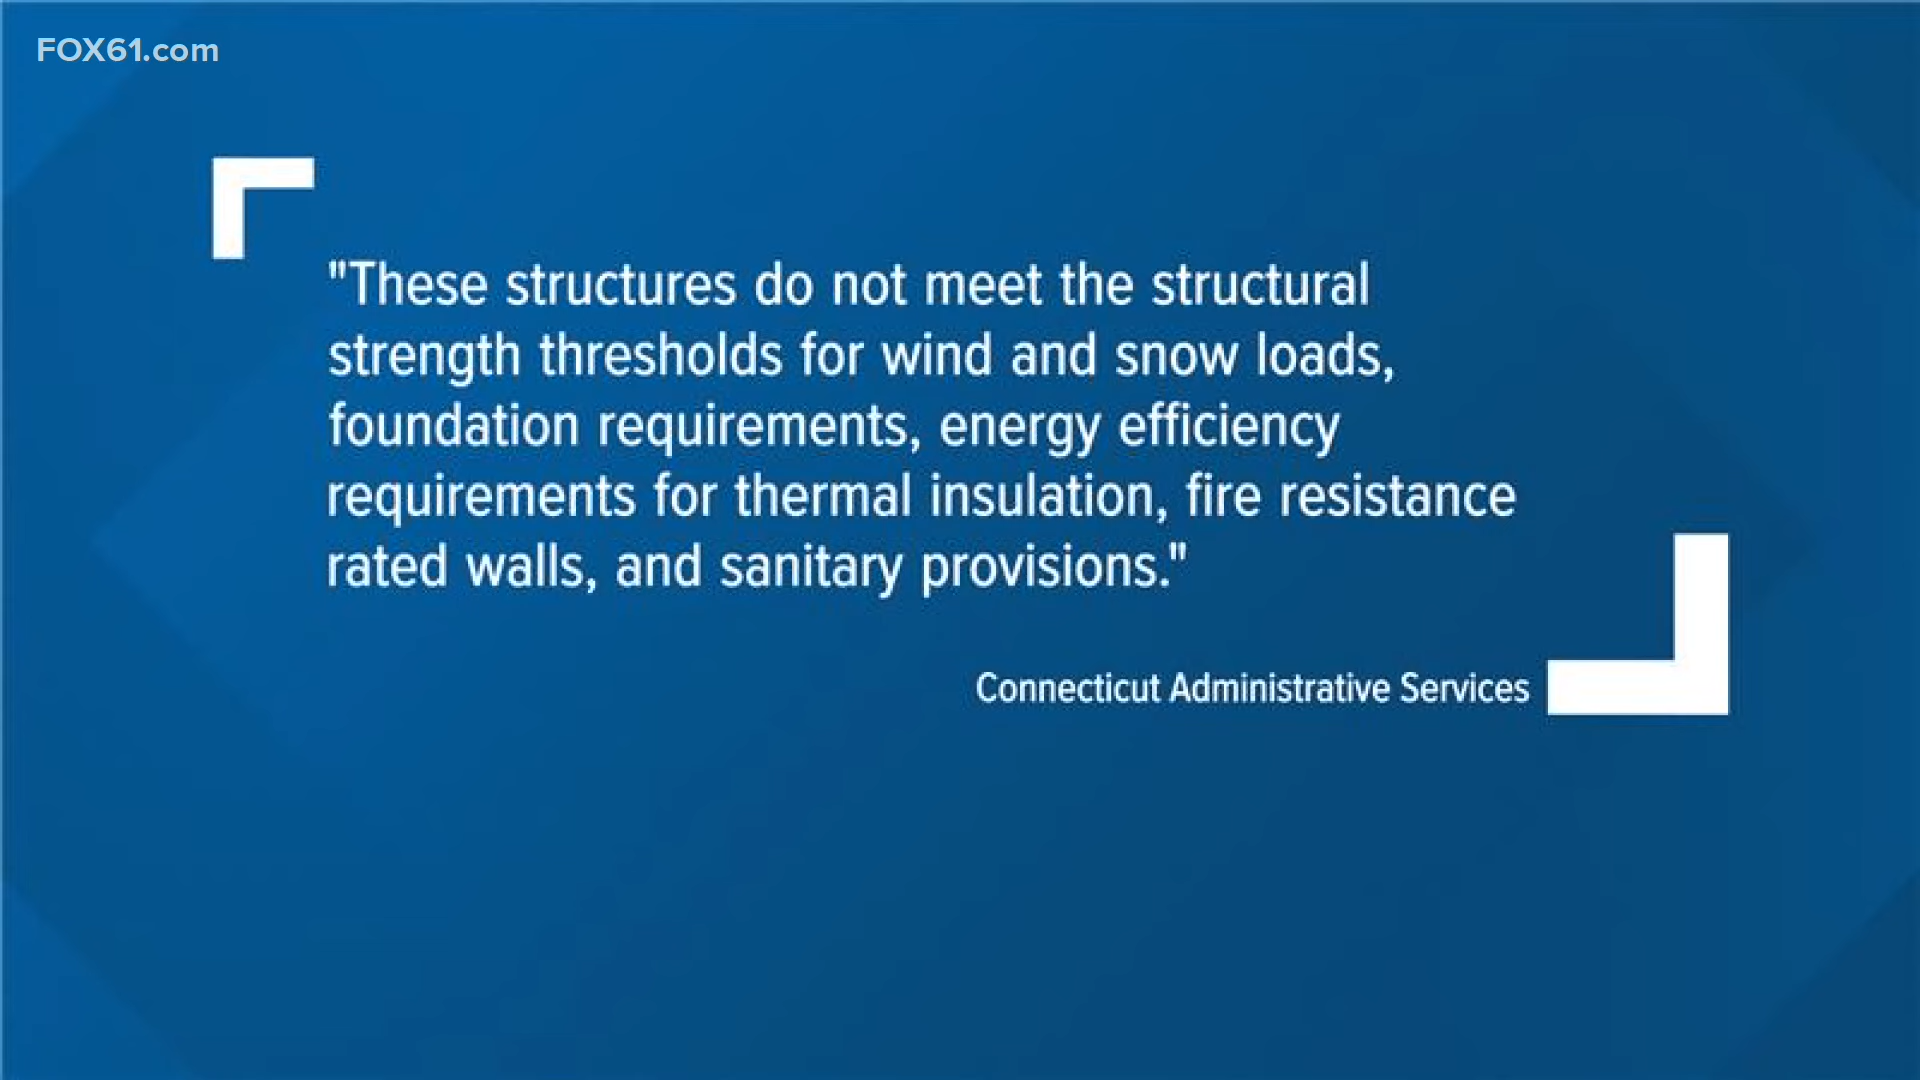 FOX61.com
"These structures do not meet the structural
strength thresholds for wind and snow loads,
foundation requirements, energy efficiency
requirements for thermal insulation, fire resistance
rated walls, and sanitary provisions."
Connecticut Administrative Services